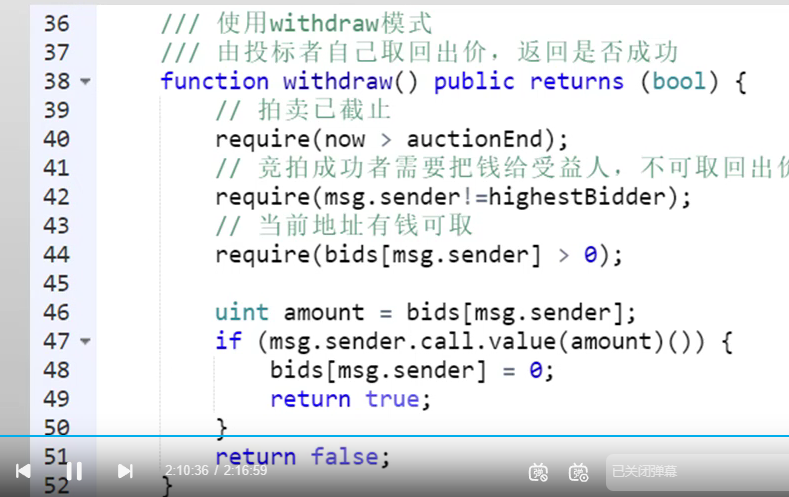 36 /// 使用withdraw模式
37 /// 由投标者自己取回出价，返回是否成功
38 function withdraw() public returns (bool) {
39 // 拍卖已截止
40 require(now > auctionEnd);
41 // 竞拍成功者需要把钱给受益人，不可取回出价
42 require(msg.sender!=highestBidder);
43 // 当前地址有钱可取
44 require(bids[msg.sender] > 0);
45
46 uint amount = bids[msg.sender];
47 if (msg.sender.call.value(amount)()) {
48 bids[msg.sender] = 0;
49 return true;
50 }
51 return false;
2:10:36 / 2:16:59
已关闭弹幕
52 }